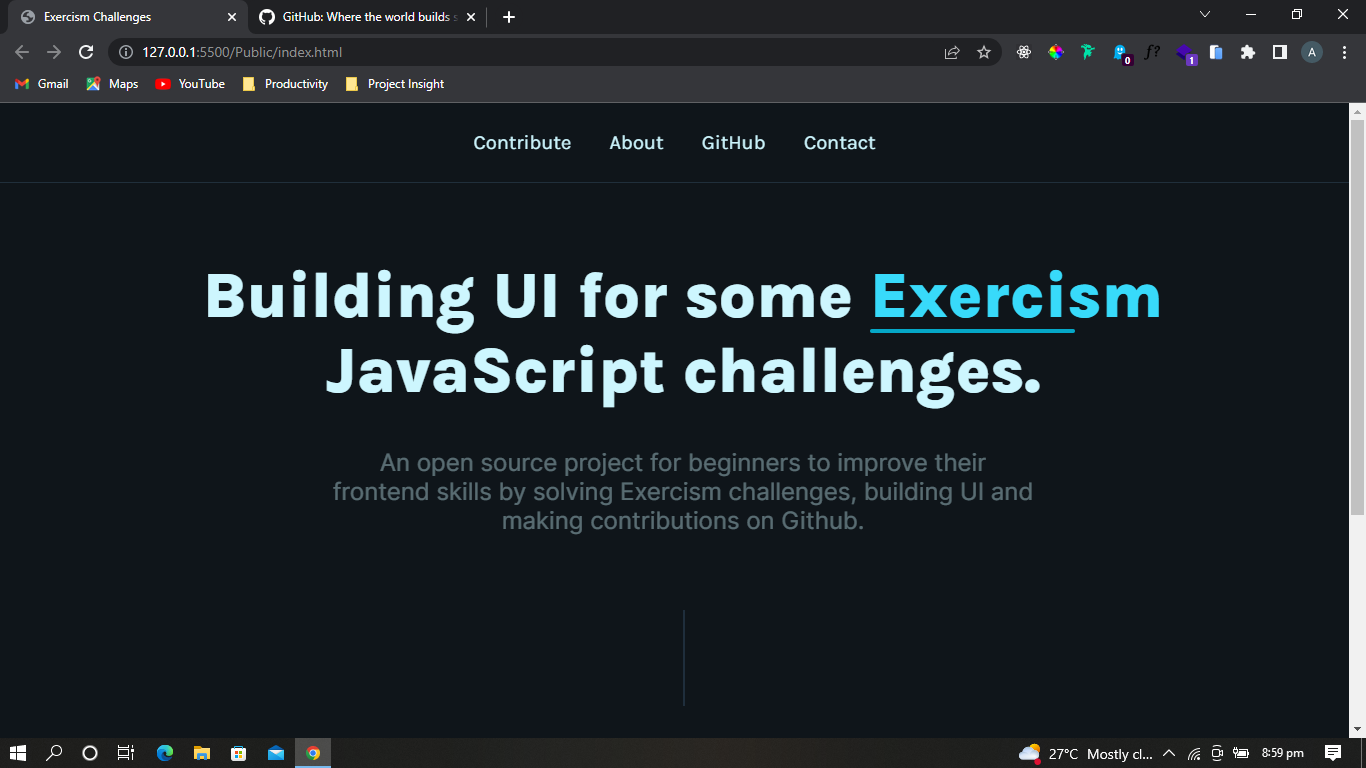 Exercism Challenges
GitHub: Where the world builds s
127.0.0.1:5500/Public/index.html
0
f?
1
A
Gmail
Maps
YouTube
Productivity
Project Insight
Contribute
About
GitHub
Contact
Building UI for some Exercism
JavaScript challenges.
An open source project for beginners to improve their
frontend skills by solving Exercism challenges, building UI and
making contributions on Github.
27°C Mostly cl...
8:59 pm